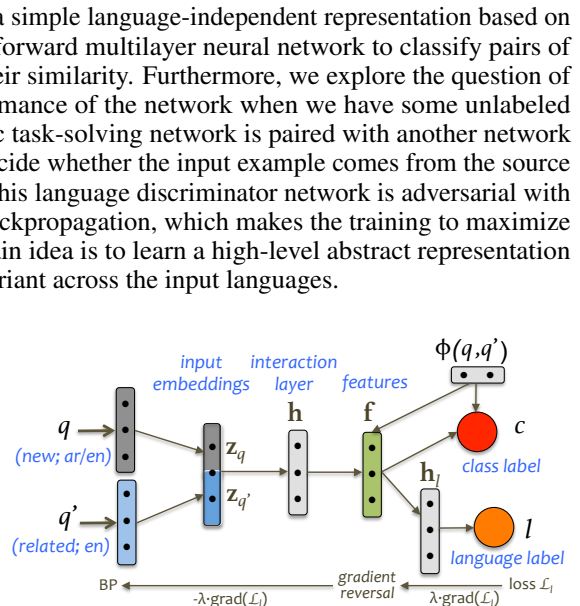 a simple language-independent representation based on
forward multilayer neural network to classify pairs of
eir similarity. Furthermore, we explore the question of
rmance of the network when we have some unlabeled
c task-solving network is paired with another network
cide whether the input example comes from the source
his language discriminator network is adversarial with
ckpropagation, which makes the training to maximize
ain idea is to learn a high-level abstract representation
riant across the input languages.
ϕ(q,q')
input embeddings
interaction layer
features
h
f
q
(new; ar/en)
z_q
c
class label
z_q'
h_l
q'
(related; en)
l
language label
BP
-λ·grad(ℒ_l)
gradient reversal
λ·grad(ℒ_l)
loss ℒ_l